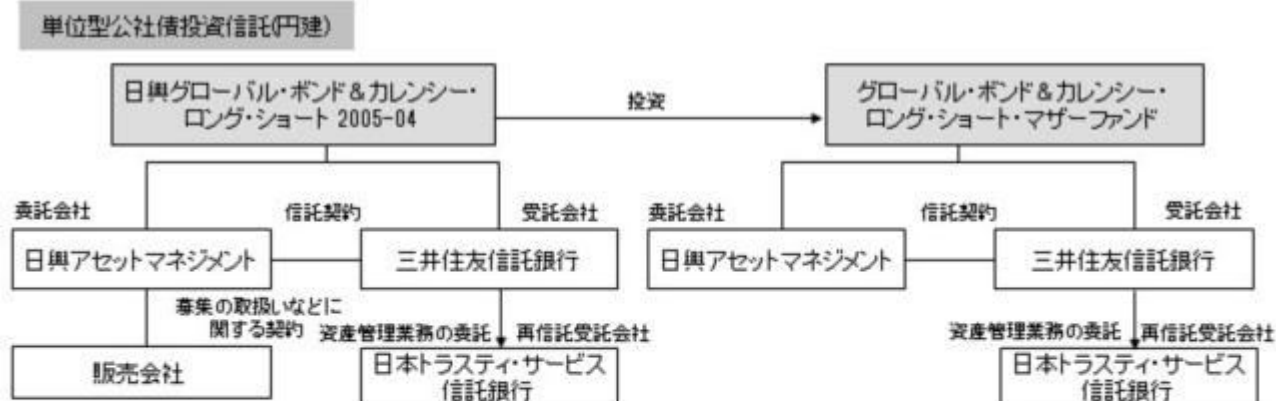 単位型公社債投資信託(円建)
日興グローバル・ボンド&カレンシー・
ロング・ショート 2005-04
投資
グローバル・ボンド&カレンシー・
ロング・ショート・マザーファンド
委託会社
信託契約
受託会社
委託会社
信託契約
受託会社
日興アセットマネジメント
三井住友信託銀行
日興アセットマネジメント
三井住友信託銀行
募集の取扱いなどに
関する契約
資産管理業務の委託
再信託受託会社
資産管理業務の委託
再信託受託会社
販売会社
日本トラスティ・サービス
信託銀行
日本トラスティ・サービス
信託銀行